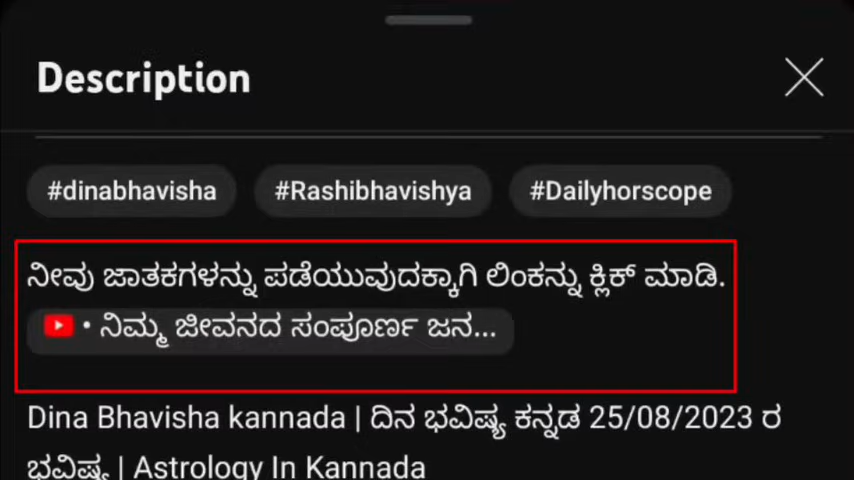 Description
#dinabhavisha #Rashibhavishya #Dailyhorscope
ನೀವು ಜಾತಕಗಳನ್ನು ಪಡೆಯುವುದಕ್ಕಾಗಿ ಲಿಂಕನ್ನು ಕ್ಲಿಕ್ ಮಾಡಿ.
• ನಿಮ್ಮ ಜೀವನದ ಸಂಪೂರ್ಣ ಜನ...
Dina Bhavisha kannada | ದಿನ ಭವಿಷ್ಯ ಕನ್ನಡ 25/08/2023 ರ
ಭವಿಷ್ಯ | Astrology In Kannada